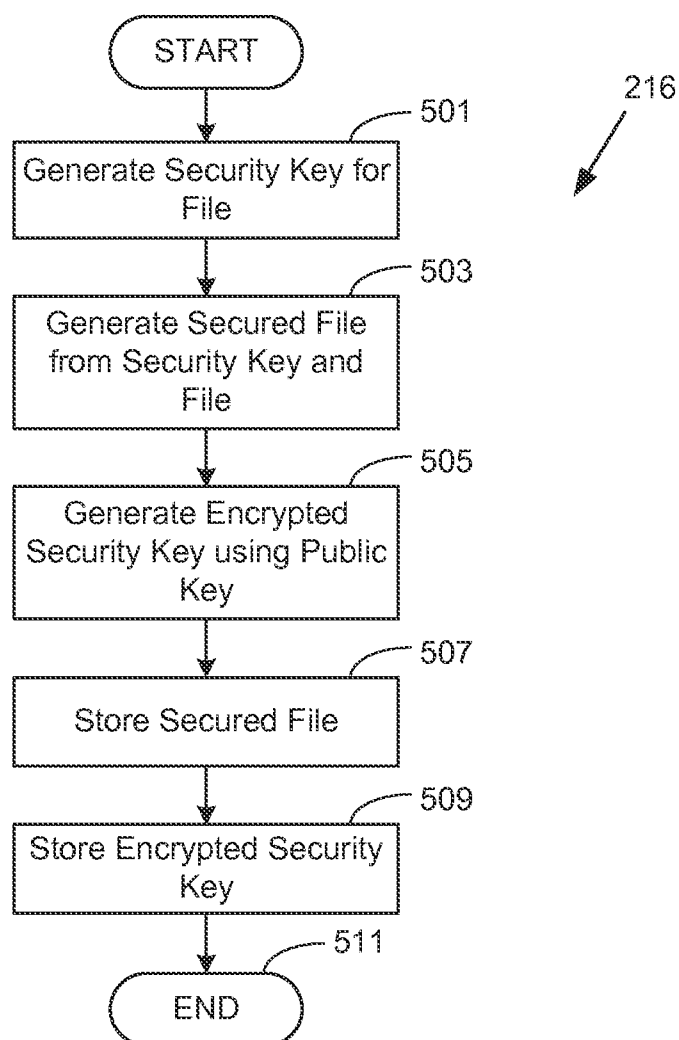 START
216
501
Generate Security Key for
File
503
Generate Secured File
from Security Key and
File
505
Generate Encrypted
Security Key using Public
Key
507
Store Secured File
509
Store Encrypted Security
Key
511
END